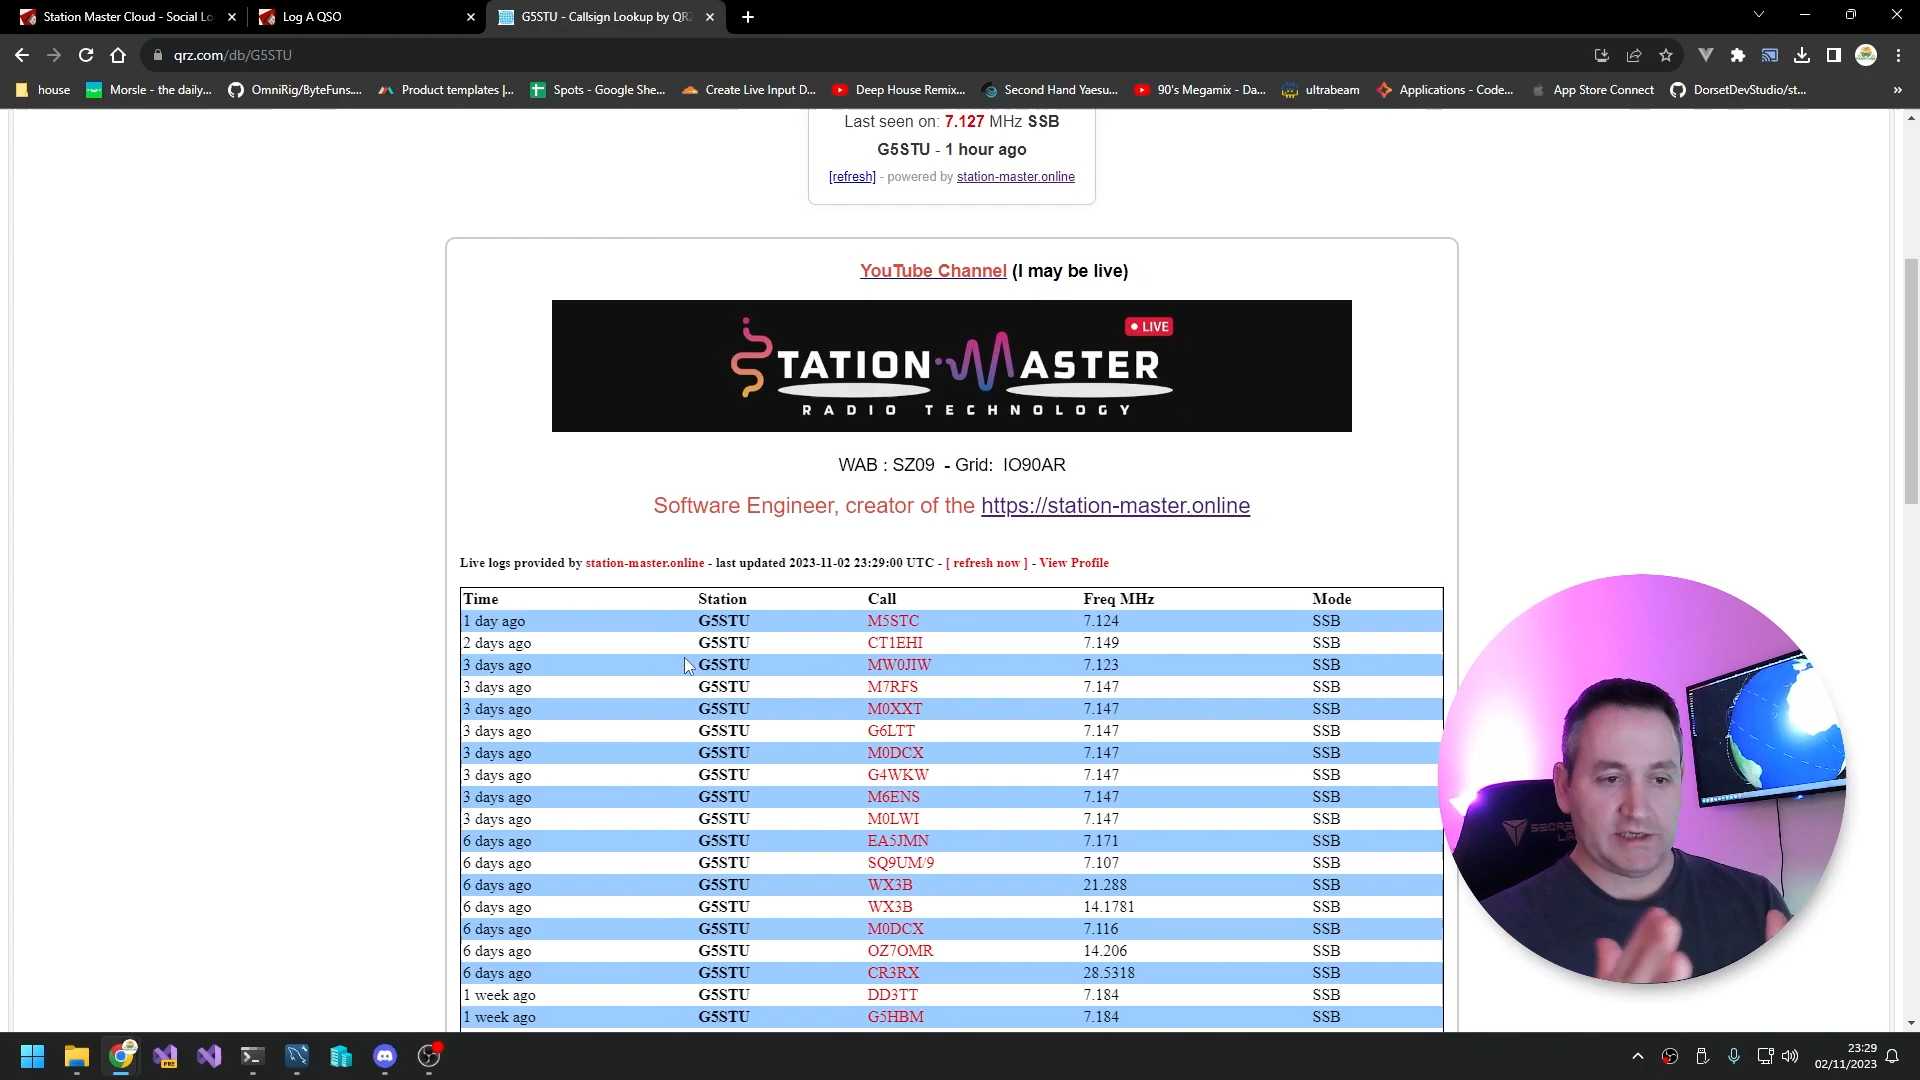 Station Master Cloud - Social Lo
Log A QSO
G5STU - Callsign Lookup by QRZ
qrz.com/db/G5STU
house
Morsle - the daily...
OmniRig/ByteFuns....
Product templates |...
Spots - Google She...
Create Live Input D...
Deep House Remix...
Second Hand Yaesu...
90's Megamix - Da...
ultrabeam
Applications - Code...
App Store Connect
DorsetDevStudio/st...
»
Last seen on: 7.127 MHz SSB
G5STU - 1 hour ago
[refresh] - powered by station-master.online
YouTube Channel (I may be live)
LIVE
STATION MASTER
RADIO TECHNOLOGY
WAB : SZ09 - Grid: IO90AR
Software Engineer, creator of the https://station-master.online
Live logs provided by station-master.online - last updated 2023-11-02 23:29:00 UTC - [ refresh now ] - View Profile
Time Station Call Freq MHz Mode
1 day ago G5STU M5STC 7.124 SSB
2 days ago G5STU CT1EHI 7.149 SSB
3 days ago G5STU MW0JIW 7.123 SSB
3 days ago G5STU M7RFS 7.147 SSB
3 days ago G5STU M0XXT 7.147 SSB
3 days ago G5STU G6LTT 7.147 SSB
3 days ago G5STU M0DCX 7.147 SSB
3 days ago G5STU G4WKW 7.147 SSB
3 days ago G5STU M6ENS 7.147 SSB
3 days ago G5STU M0LWI 7.147 SSB
6 days ago G5STU EA5JMN 7.171 SSB
6 days ago G5STU SQ9UM/9 7.107 SSB
6 days ago G5STU WX3B 21.288 SSB
6 days ago G5STU WX3B 14.1781 SSB
6 days ago G5STU M0DCX 7.116 SSB
6 days ago G5STU OZ7OMR 14.206 SSB
6 days ago G5STU CR3RX 28.5318 SSB
1 week ago G5STU DD3TT 7.184 SSB
1 week ago G5STU G5HBM 7.184 SSB
PRE
23:29
02/11/2023